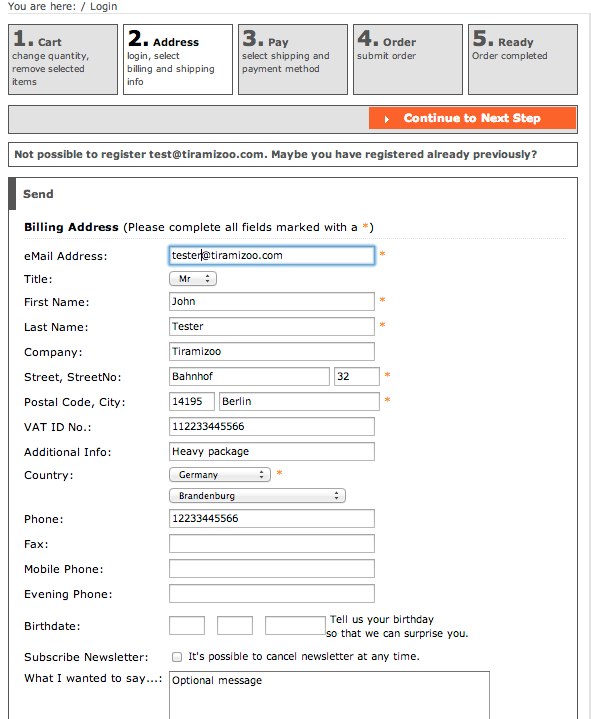 You are here: / Login
1. Cart
change quantity,
remove selected
items
2. Address
login, select
billing and shipping
info
3. Pay
select shipping and
payment method
4. Order
submit order
5. Ready
Order completed
Continue to Next Step
Not possible to register test@tiramizoo.com. Maybe you have registered already previously?
Send
Billing Address (Please complete all fields marked with a *)
eMail Address: tester@tiramizoo.com *
Title: Mr
First Name: John *
Last Name: Tester *
Company: Tiramizoo
Street, StreetNo: Bahnhof 32 *
Postal Code, City: 14195 Berlin *
VAT ID No.: 112233445566
Additional Info: Heavy package
Country: Germany *
Brandenburg
Phone: 12233445566
Fax:
Mobile Phone:
Evening Phone:
Birthdate: Tell us your birthday
so that we can surprise you.
Subscribe Newsletter: It's possible to cancel newsletter at any time.
What I wanted to say...: Optional message